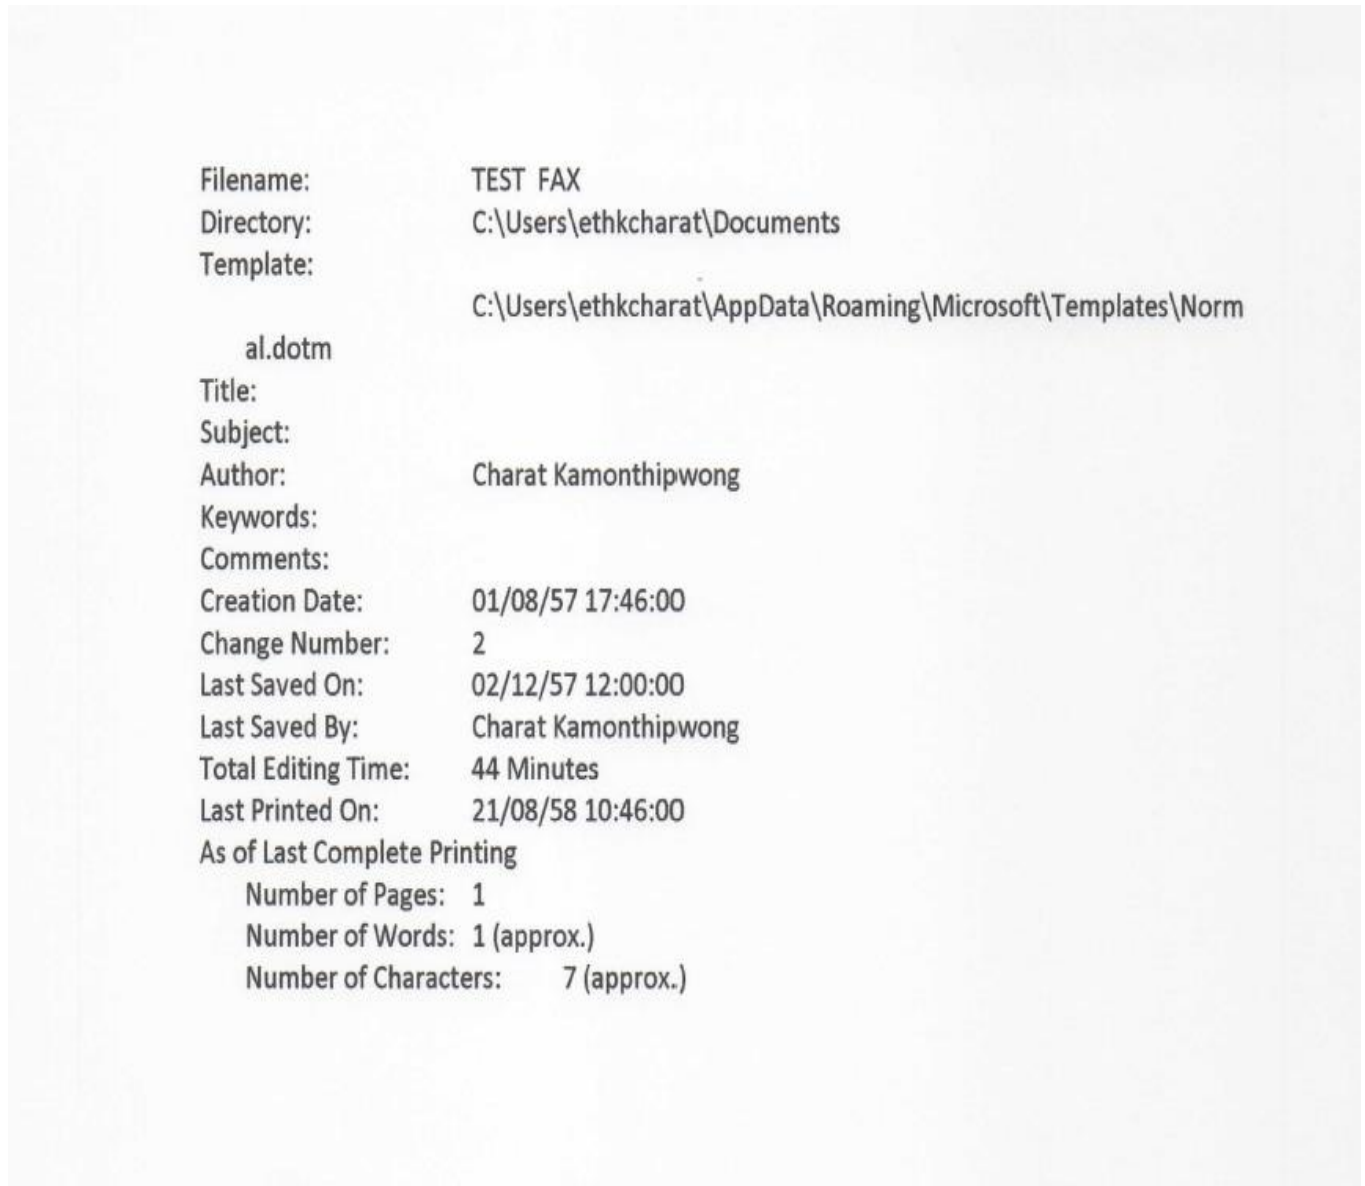 Filename: TEST FAX
Directory: C:\Users\ethkcharat\Documents
Template:
C:\Users\ethkcharat\AppData\Roaming\Microsoft\Templates\Norm
al.dotm
Title:
Subject:
Author: Charat Kamonthipwong
Keywords:
Comments:
Creation Date: 01/08/57 17:46:00
Change Number: 2
Last Saved On: 02/12/57 12:00:00
Last Saved By: Charat Kamonthipwong
Total Editing Time: 44 Minutes
Last Printed On: 21/08/58 10:46:00
As of Last Complete Printing
Number of Pages: 1
Number of Words: 1 (approx.)
Number of Characters: 7 (approx.)